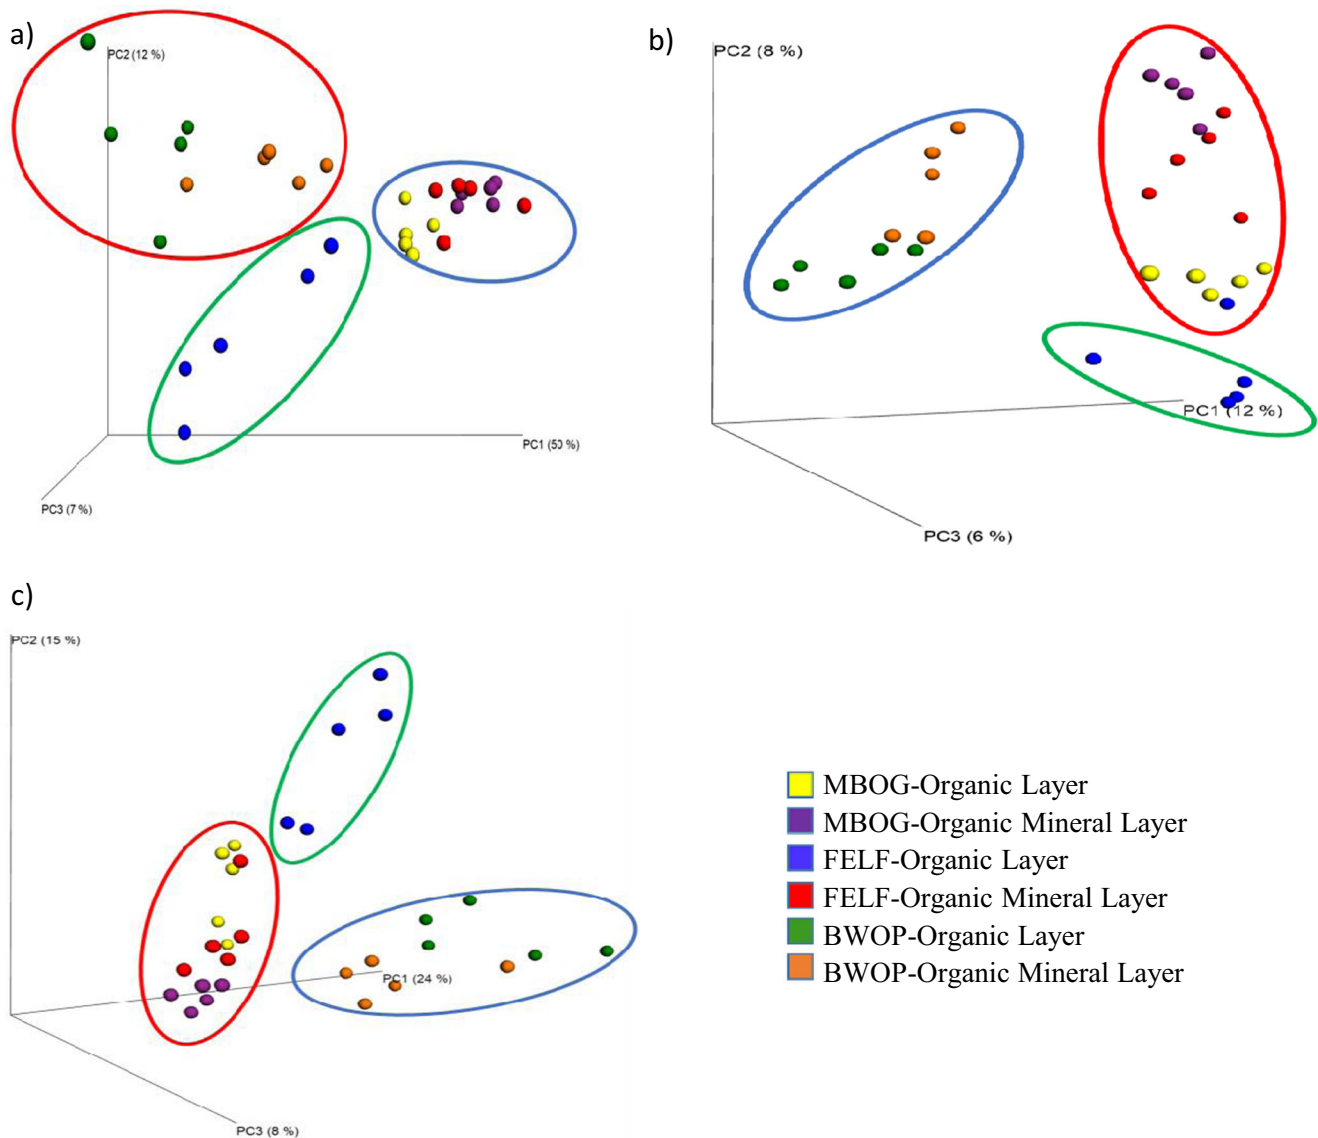 a)
PC2 (12 %)
PC1 (50 %)
PC3 (7 %)
b)
PC2 (8 %)
PC1 (12 %)
PC3 (6 %)
c)
PC2 (15 %)
PC1 (24 %)
PC3 (8 %)
MBOG-Organic Layer
MBOG-Organic Mineral Layer
FELF-Organic Layer
FELF-Organic Mineral Layer
BWOP-Organic Layer
BWOP-Organic Mineral Layer